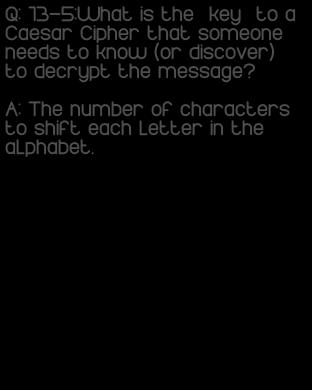 Q: 13-5:What is the key to a
Caesar Cipher that someone
needs to know (or discover)
to decrypt the message?
A: The number of characters
to shift each Letter in the
aLphabet.